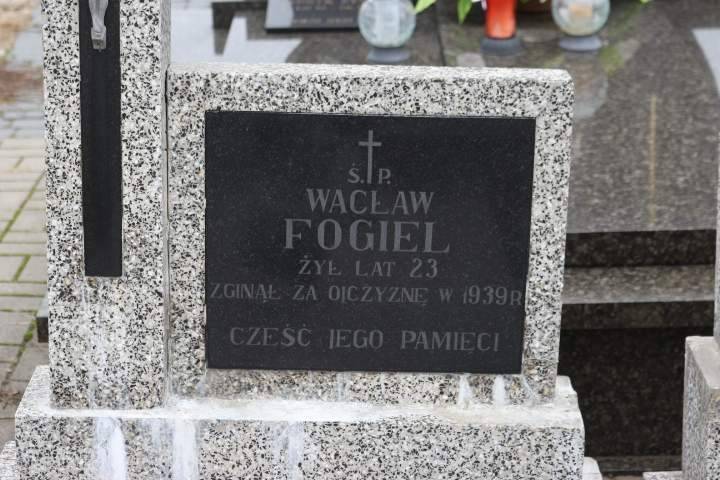 Ś. P.
WACŁAW
FOGIEL
ŻYŁ LAT 23
ZGINĄŁ ZA OJCZYZNĘ W 1939 R
CZEŚĆ JEGO PAMIĘCI